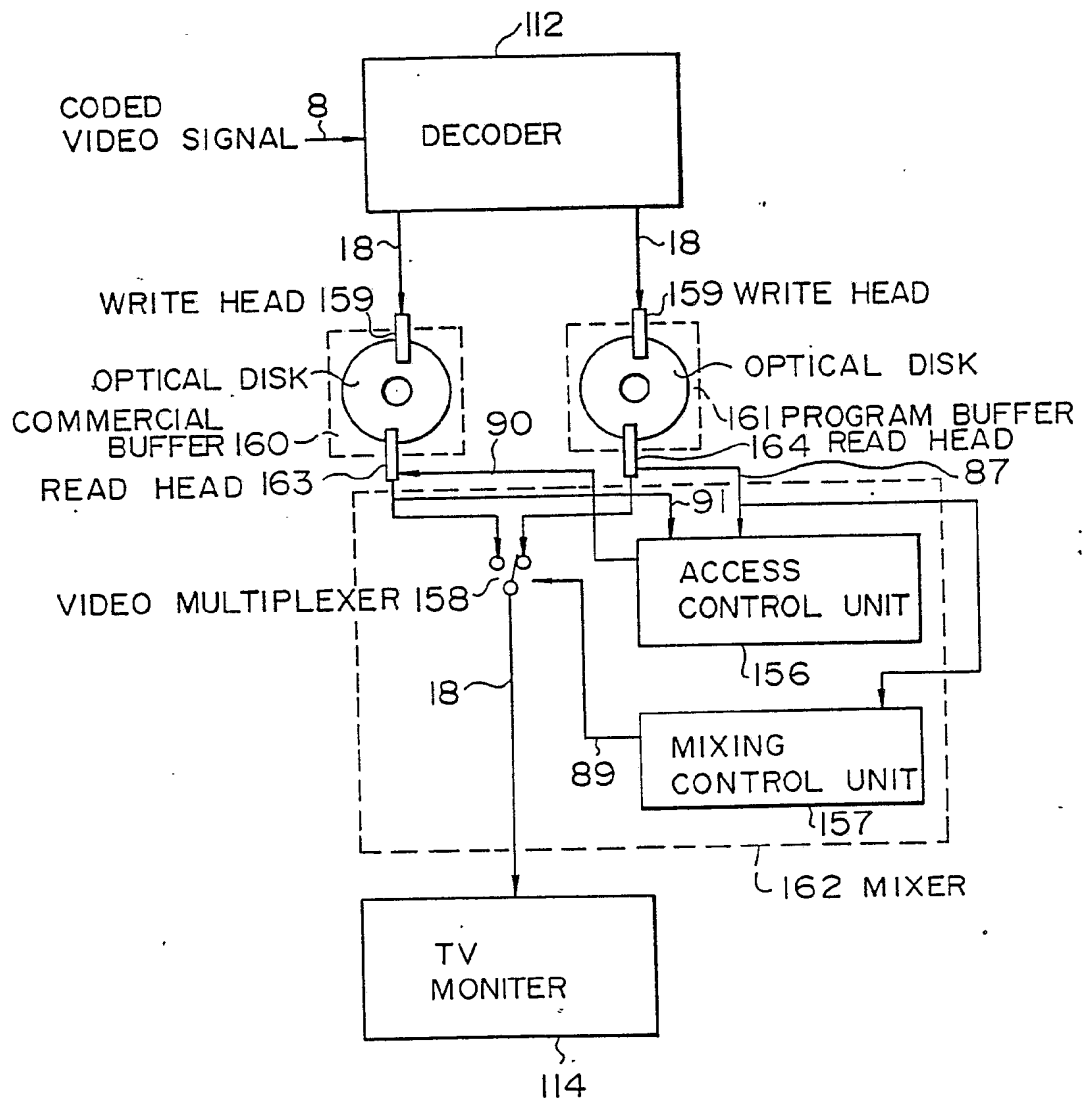 112
CODED
VIDEO SIGNAL
8
DECODER
18
18
WRITE HEAD 159
159 WRITE HEAD
OPTICAL DISK
OPTICAL DISK
COMMERCIAL
BUFFER 160
161 PROGRAM BUFFER
90
164 READ HEAD
READ HEAD 163
87
91
ACCESS
CONTROL UNIT
VIDEO MULTIPLEXER 158
156
18
MIXING
CONTROL UNIT
89
157
162 MIXER
TV
MONITER
114